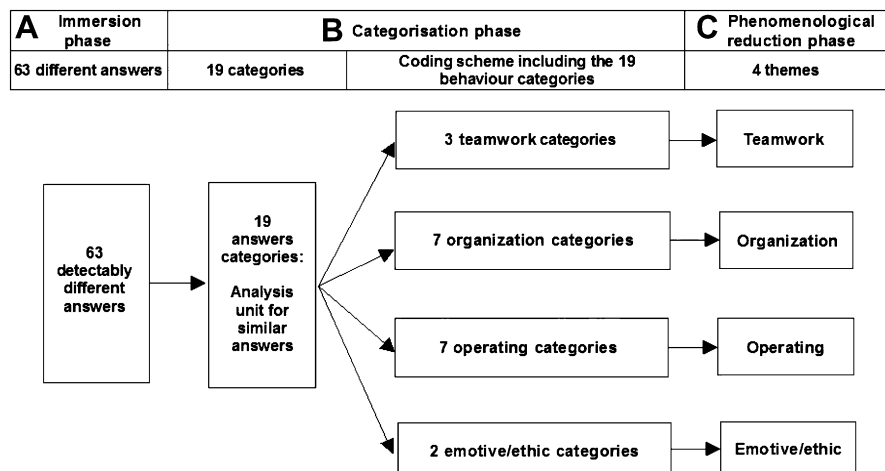 A Immersion phase
B Categorisation phase
C Phenomenological reduction phase
63 different answers
19 categories
Coding scheme including the 19
behaviour categories
4 themes
63
detectably
different
answers
19
answers
categories:
Analysis
unit for
similar
answers
3 teamwork categories
Teamwork
7 organization categories
Organization
7 operating categories
Operating
2 emotive/ethic categories
Emotive/ethic